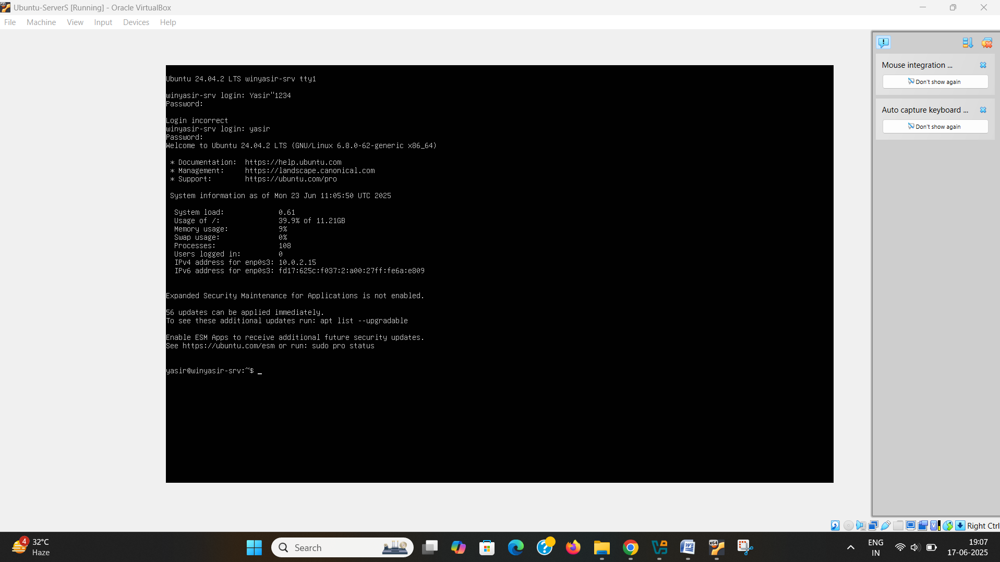 Ubuntu-ServerS [Running] - Oracle VirtualBox
File Machine View Input Devices Help
Ubuntu 24.04.2 LTS winyasir-srv tty1
winyasir-srv login: Yasir"1234
Password:
Login incorrect
winyasir-srv login: yasir
Password:
Welcome to Ubuntu 24.04.2 LTS (GNU/Linux 6.8.0-62-generic x86_64)
* Documentation: https://help.ubuntu.com
* Management: https://landscape.canonical.com
* Support: https://ubuntu.com/pro
System information as of Mon 23 Jun 11:05:50 UTC 2025
System load: 0.61
Usage of /: 39.9% of 11.21GB
Memory usage: 9%
Swap usage: 0%
Processes: 108
Users logged in: 0
IPv4 address for enp0s3: 10.0.2.15
IPv6 address for enp0s3: fd17:625c:f037:2:a00:27ff:fe6a:e809
Expanded Security Maintenance for Applications is not enabled.
56 updates can be applied immediately.
To see these additional updates run: apt list --upgradable
Enable ESM Apps to receive additional future security updates.
See https://ubuntu.com/esm or run: sudo pro status
yasir@winyasir-srv:~$ _
Mouse integration ...
Don't show again
Auto capture keyboard ...
Don't show again
Right Ctrl
4
32°C
Haze
Search
x64
ENG
IN
19:07
17-06-2025